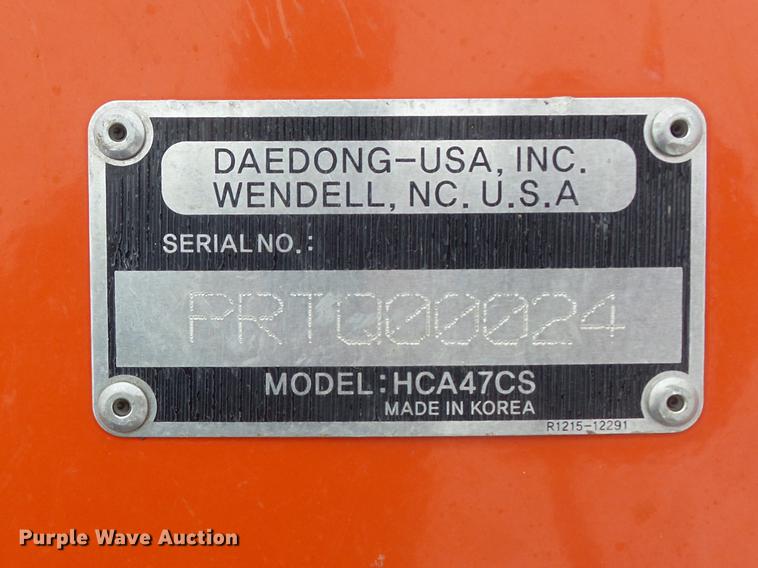 DAEDONG-USA, INC.
WENDELL, NC. U.S.A
SERIAL NO.:
PRTQ00024
MODEL: HCA47CS
MADE IN KOREA
R1215-12291
Purple Wave Auction